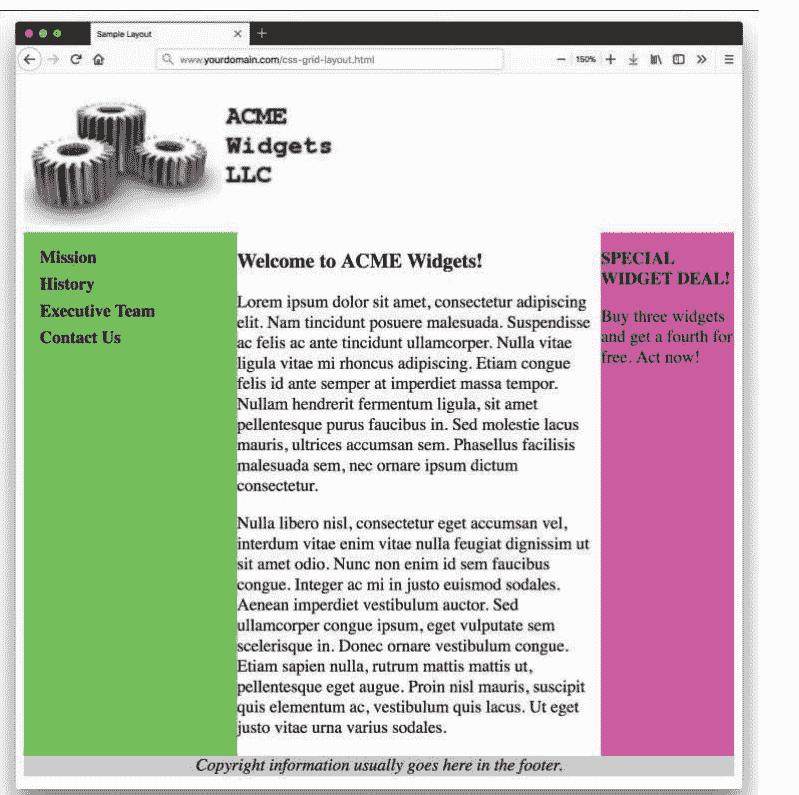 Sample Layout
www.yourdomain.com/css-grid-layout.html
150%
ACME
Widgets
LLC
Mission
History
Executive Team
Contact Us
Welcome to ACME Widgets!
Lorem ipsum dolor sit amet, consectetur adipiscing
elit. Nam tincidunt posuere malesuada. Suspendisse
ac felis ac ante tincidunt ullamcorper. Nulla vitae
ligula vitae mi rhoncus adipiscing. Etiam congue
felis id ante semper at imperdiet massa tempor.
Nullam hendrerit fermentum ligula, sit amet
pellentesque purus faucibus in. Sed molestie lacus
mauris, ultrices accumsan sem. Phasellus facilisis
malesuada sem, nec ornare ipsum dictum
consectetur.
Nulla libero nisl, consectetur eget accumsan vel,
interdum vitae enim vitae nulla feugiat dignissim ut
sit amet odio. Nunc non enim id sem faucibus
congue. Integer ac mi in justo euismod sodales.
Aenean imperdiet vestibulum auctor. Sed
ullamcorper congue ipsum, eget vulputate sem
scelerisque in. Donec ornare vestibulum congue.
Etiam sapien nulla, rutrum mattis mattis ut,
pellentesque eget augue. Proin nisl mauris, suscipit
quis elementum ac, vestibulum quis lacus. Ut eget
justo vitae urna varius sodales.
SPECIAL
WIDGET DEAL!
Buy three widgets
and get a fourth for
free. Act now!
Copyright information usually goes here in the footer.